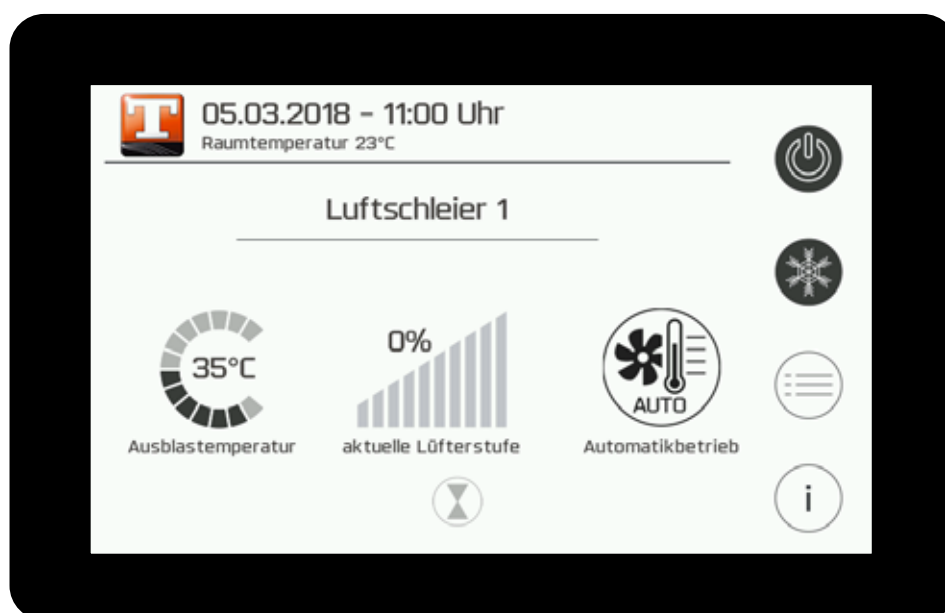 T
05.03.2018 - 11:00 Uhr
Raumtemperatur 23°C
Luftschleier 1
35°C
Ausblastemperatur
0%
aktuelle Lüfterstufe
AUTO
Automatikbetrieb
i